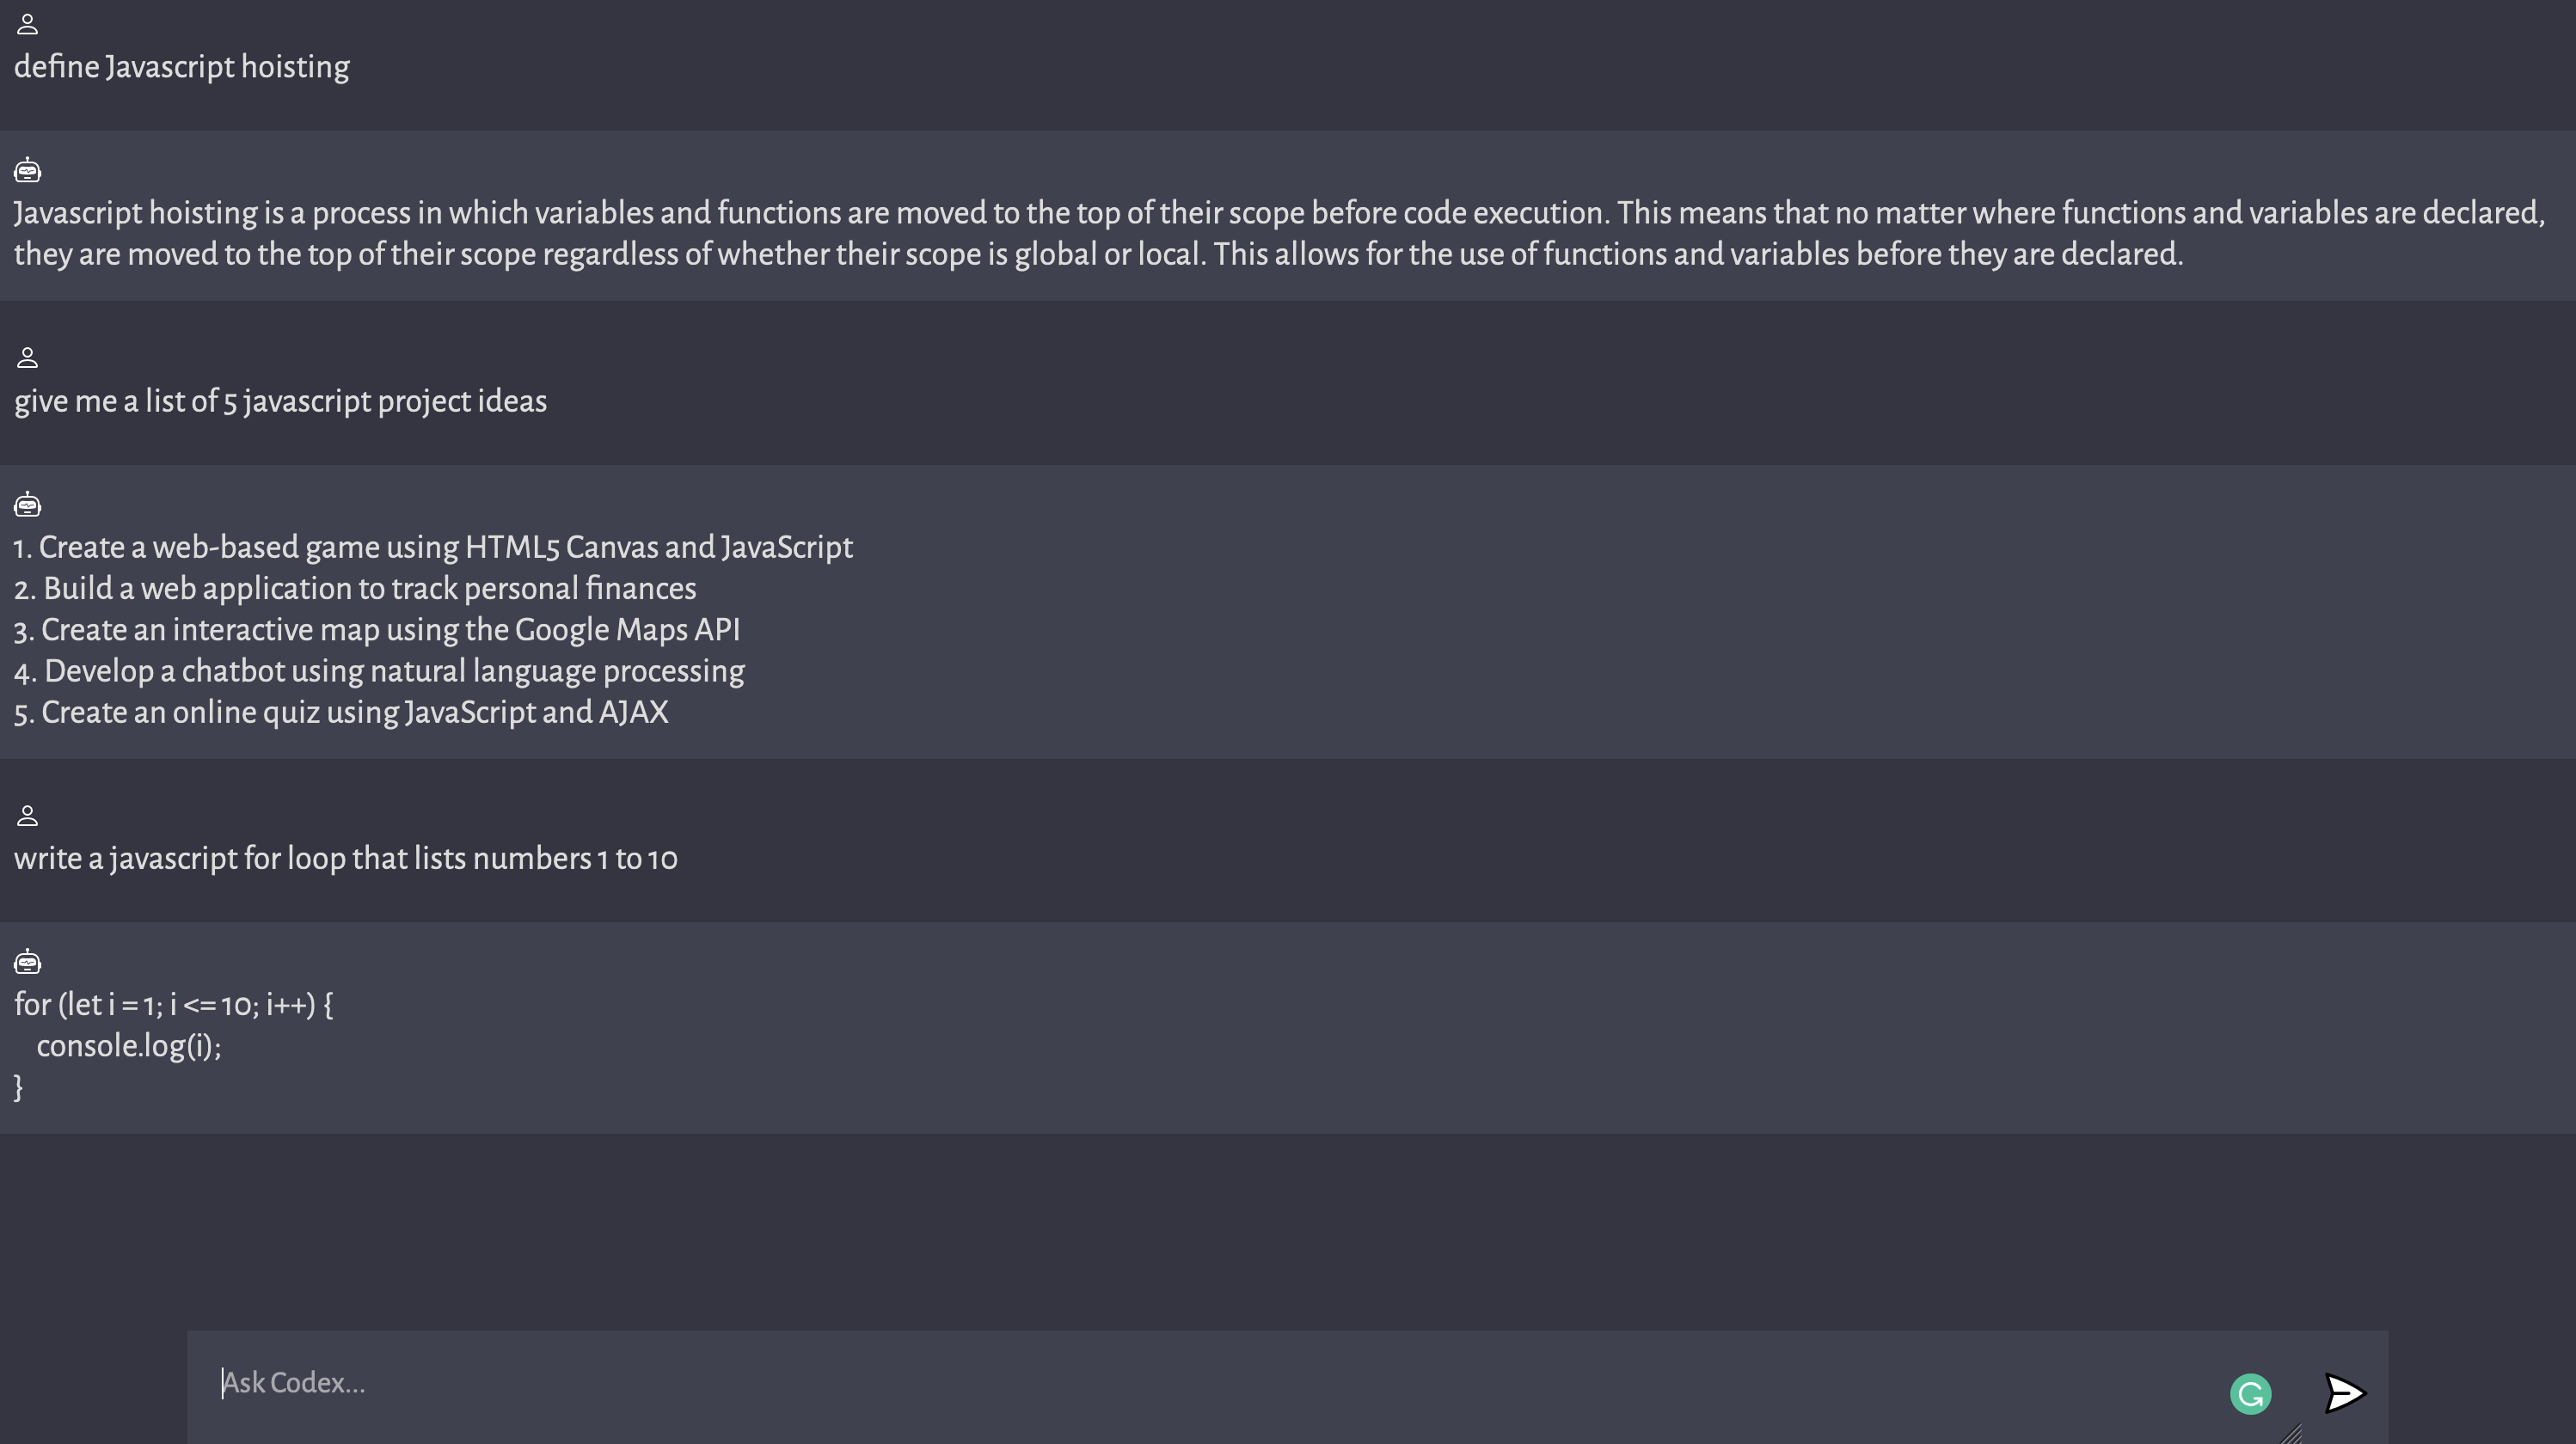 define Javascript hoisting
Javascript hoisting is a process in which variables and functions are moved to the top of their scope before code execution. This means that no matter where functions and variables are declared,
they are moved to the top of their scope regardless of whether their scope is global or local. This allows for the use of functions and variables before they are declared.
give me a list of 5 javascript project ideas
1. Create a web-based game using HTML5 Canvas and JavaScript
2. Build a web application to track personal finances
3. Create an interactive map using the Google Maps API
4. Develop a chatbot using natural language processing
5. Create an online quiz using JavaScript and AJAX
write a javascript for loop that lists numbers 1 to 10
for (let i = 1; i <= 10; i++) {
    console.log(i);
}
Ask Codex...